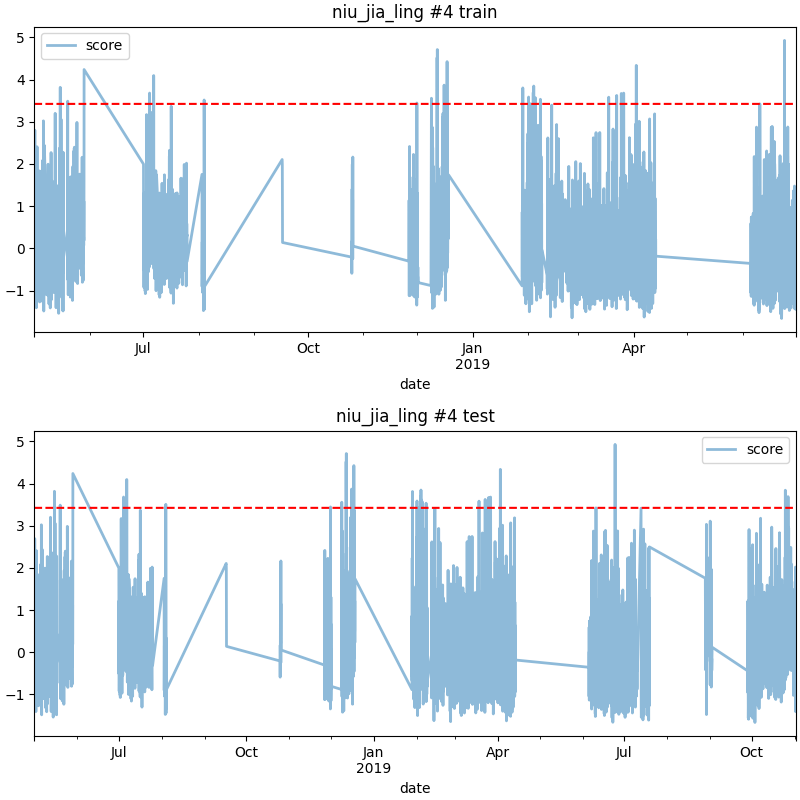 niu_jia_ling #4 train
score
5
4
3
2
1
0
−1
Jul
Oct
Jan
2019
Apr
date
niu_jia_ling #4 test
score
5
4
3
2
1
0
−1
Jul
Oct
Jan
2019
Apr
Jul
Oct
date